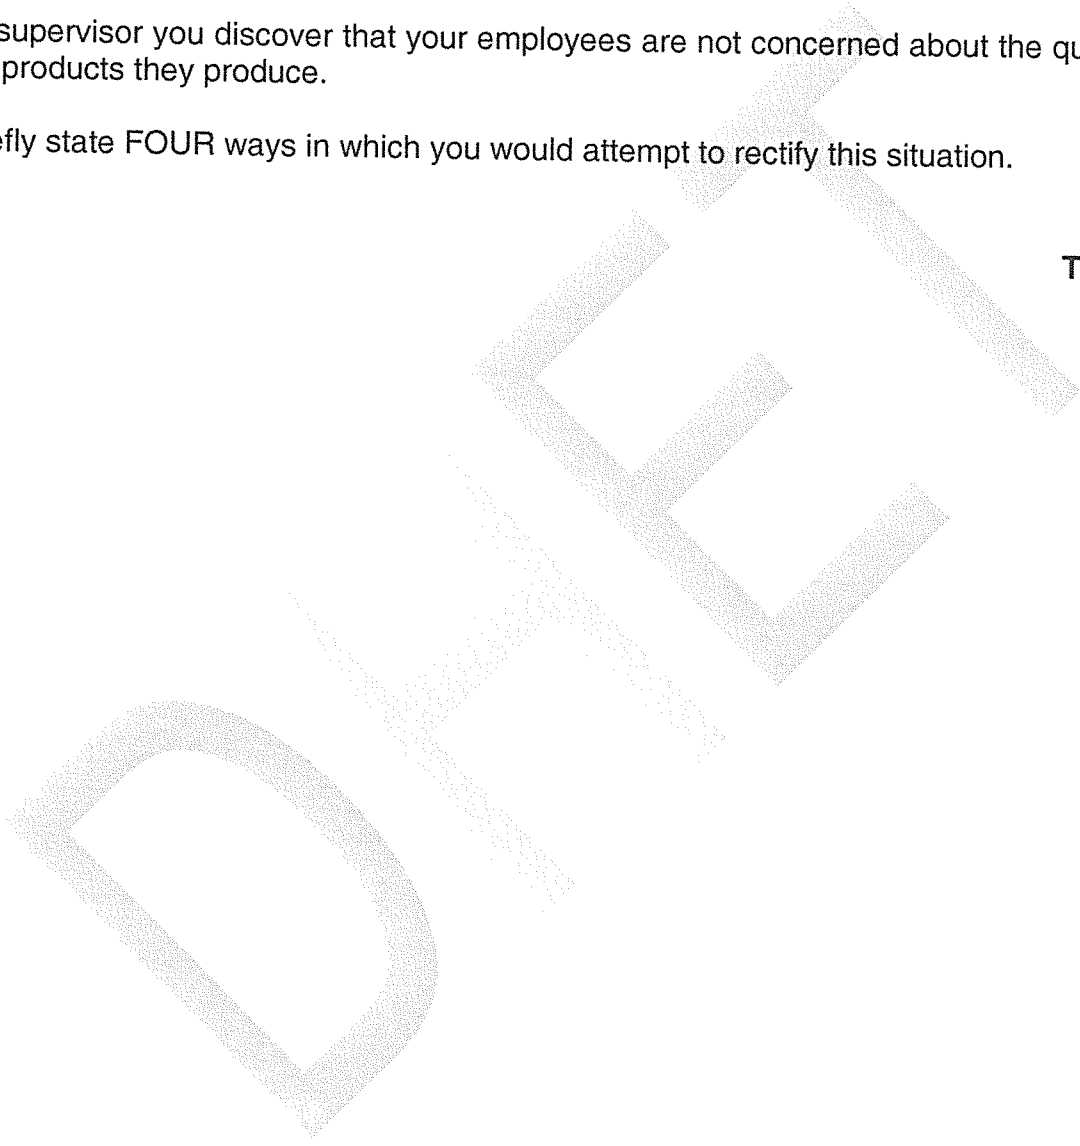 supervisor you discover that your employees are not concerned about the qu
products they produce.
efly state FOUR ways in which you would attempt to rectify this situation.
T
DHET